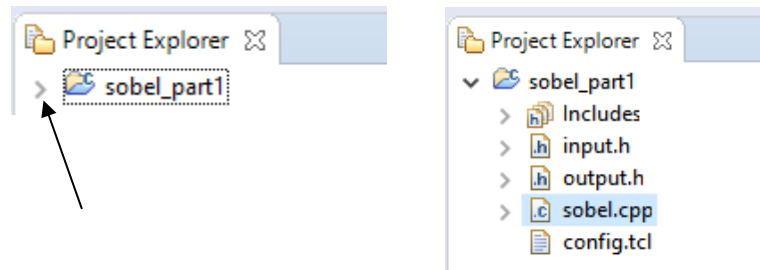 Project Explorer
sobel_part1
Project Explorer
sobel_part1
Includes
.h input.h
.h output.h
.c sobel.cpp
config.tcl